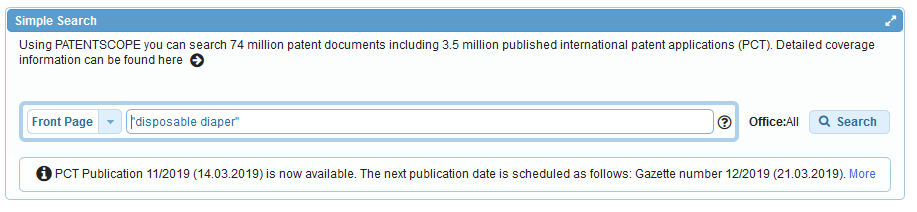 Simple Search
Using PATENTSCOPE you can search 74 million patent documents including 3.5 million published international patent applications (PCT). Detailed coverage
information can be found here
Front Page "disposable diaper" Office:All Search
PCT Publication 11/2019 (14.03.2019) is now available. The next publication date is scheduled as follows: Gazette number 12/2019 (21.03.2019). More